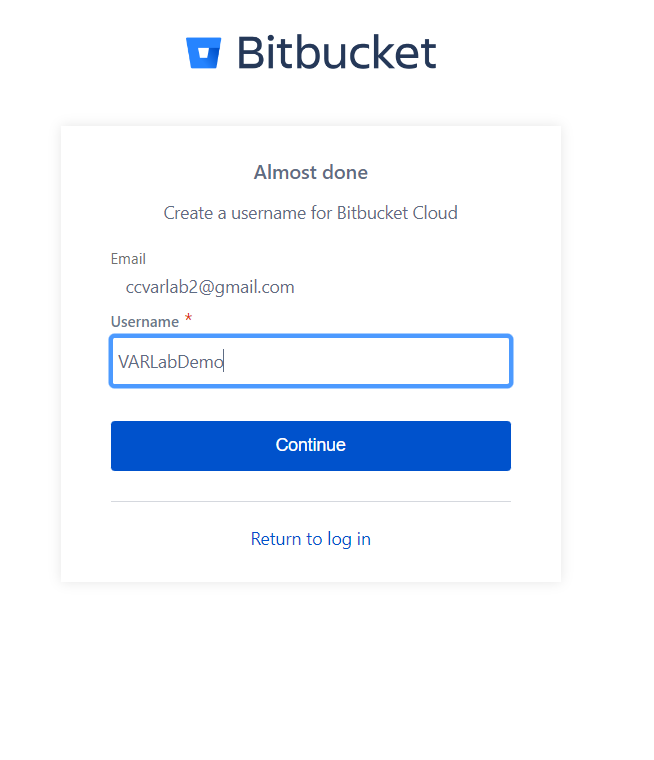 Bitbucket
Almost done
Create a username for Bitbucket Cloud
Email
ccvarlab2@gmail.com
Username *
VARLabDemo
Continue
Return to log in